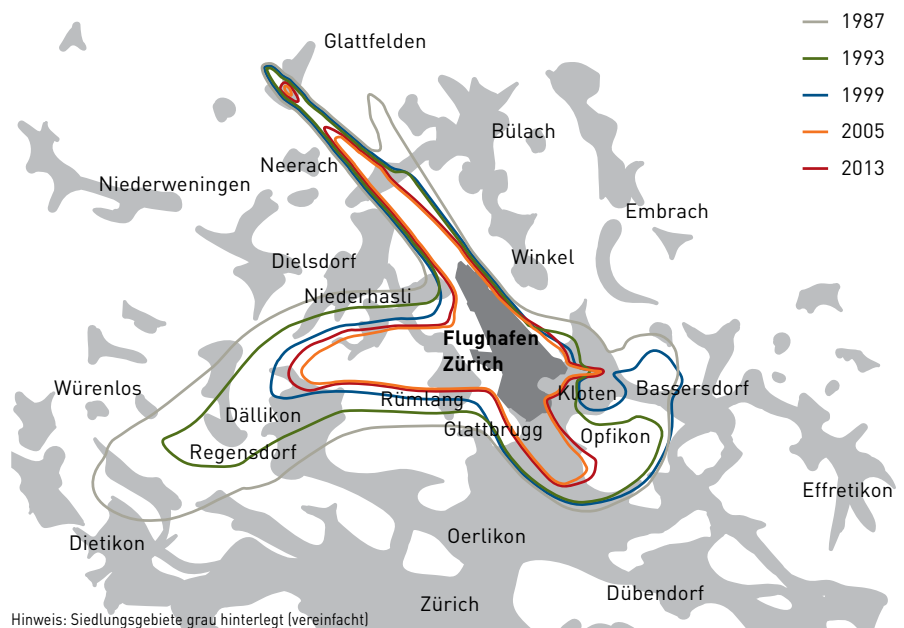 1987
1993
1999
2005
2013
Glattfelden
Bülach
Neerach
Niederweningen
Embrach
Dielsdorf
Winkel
Niederhasli
Flughafen
Zürich
Würenlos
Rümlang
Kloten
Bassersdorf
Dällikon
Glattbrugg
Opfikon
Regensdorf
Effretikon
Dietikon
Oerlikon
Zürich
Dübendorf
Hinweis: Siedlungsgebiete grau hinterlegt (vereinfacht)